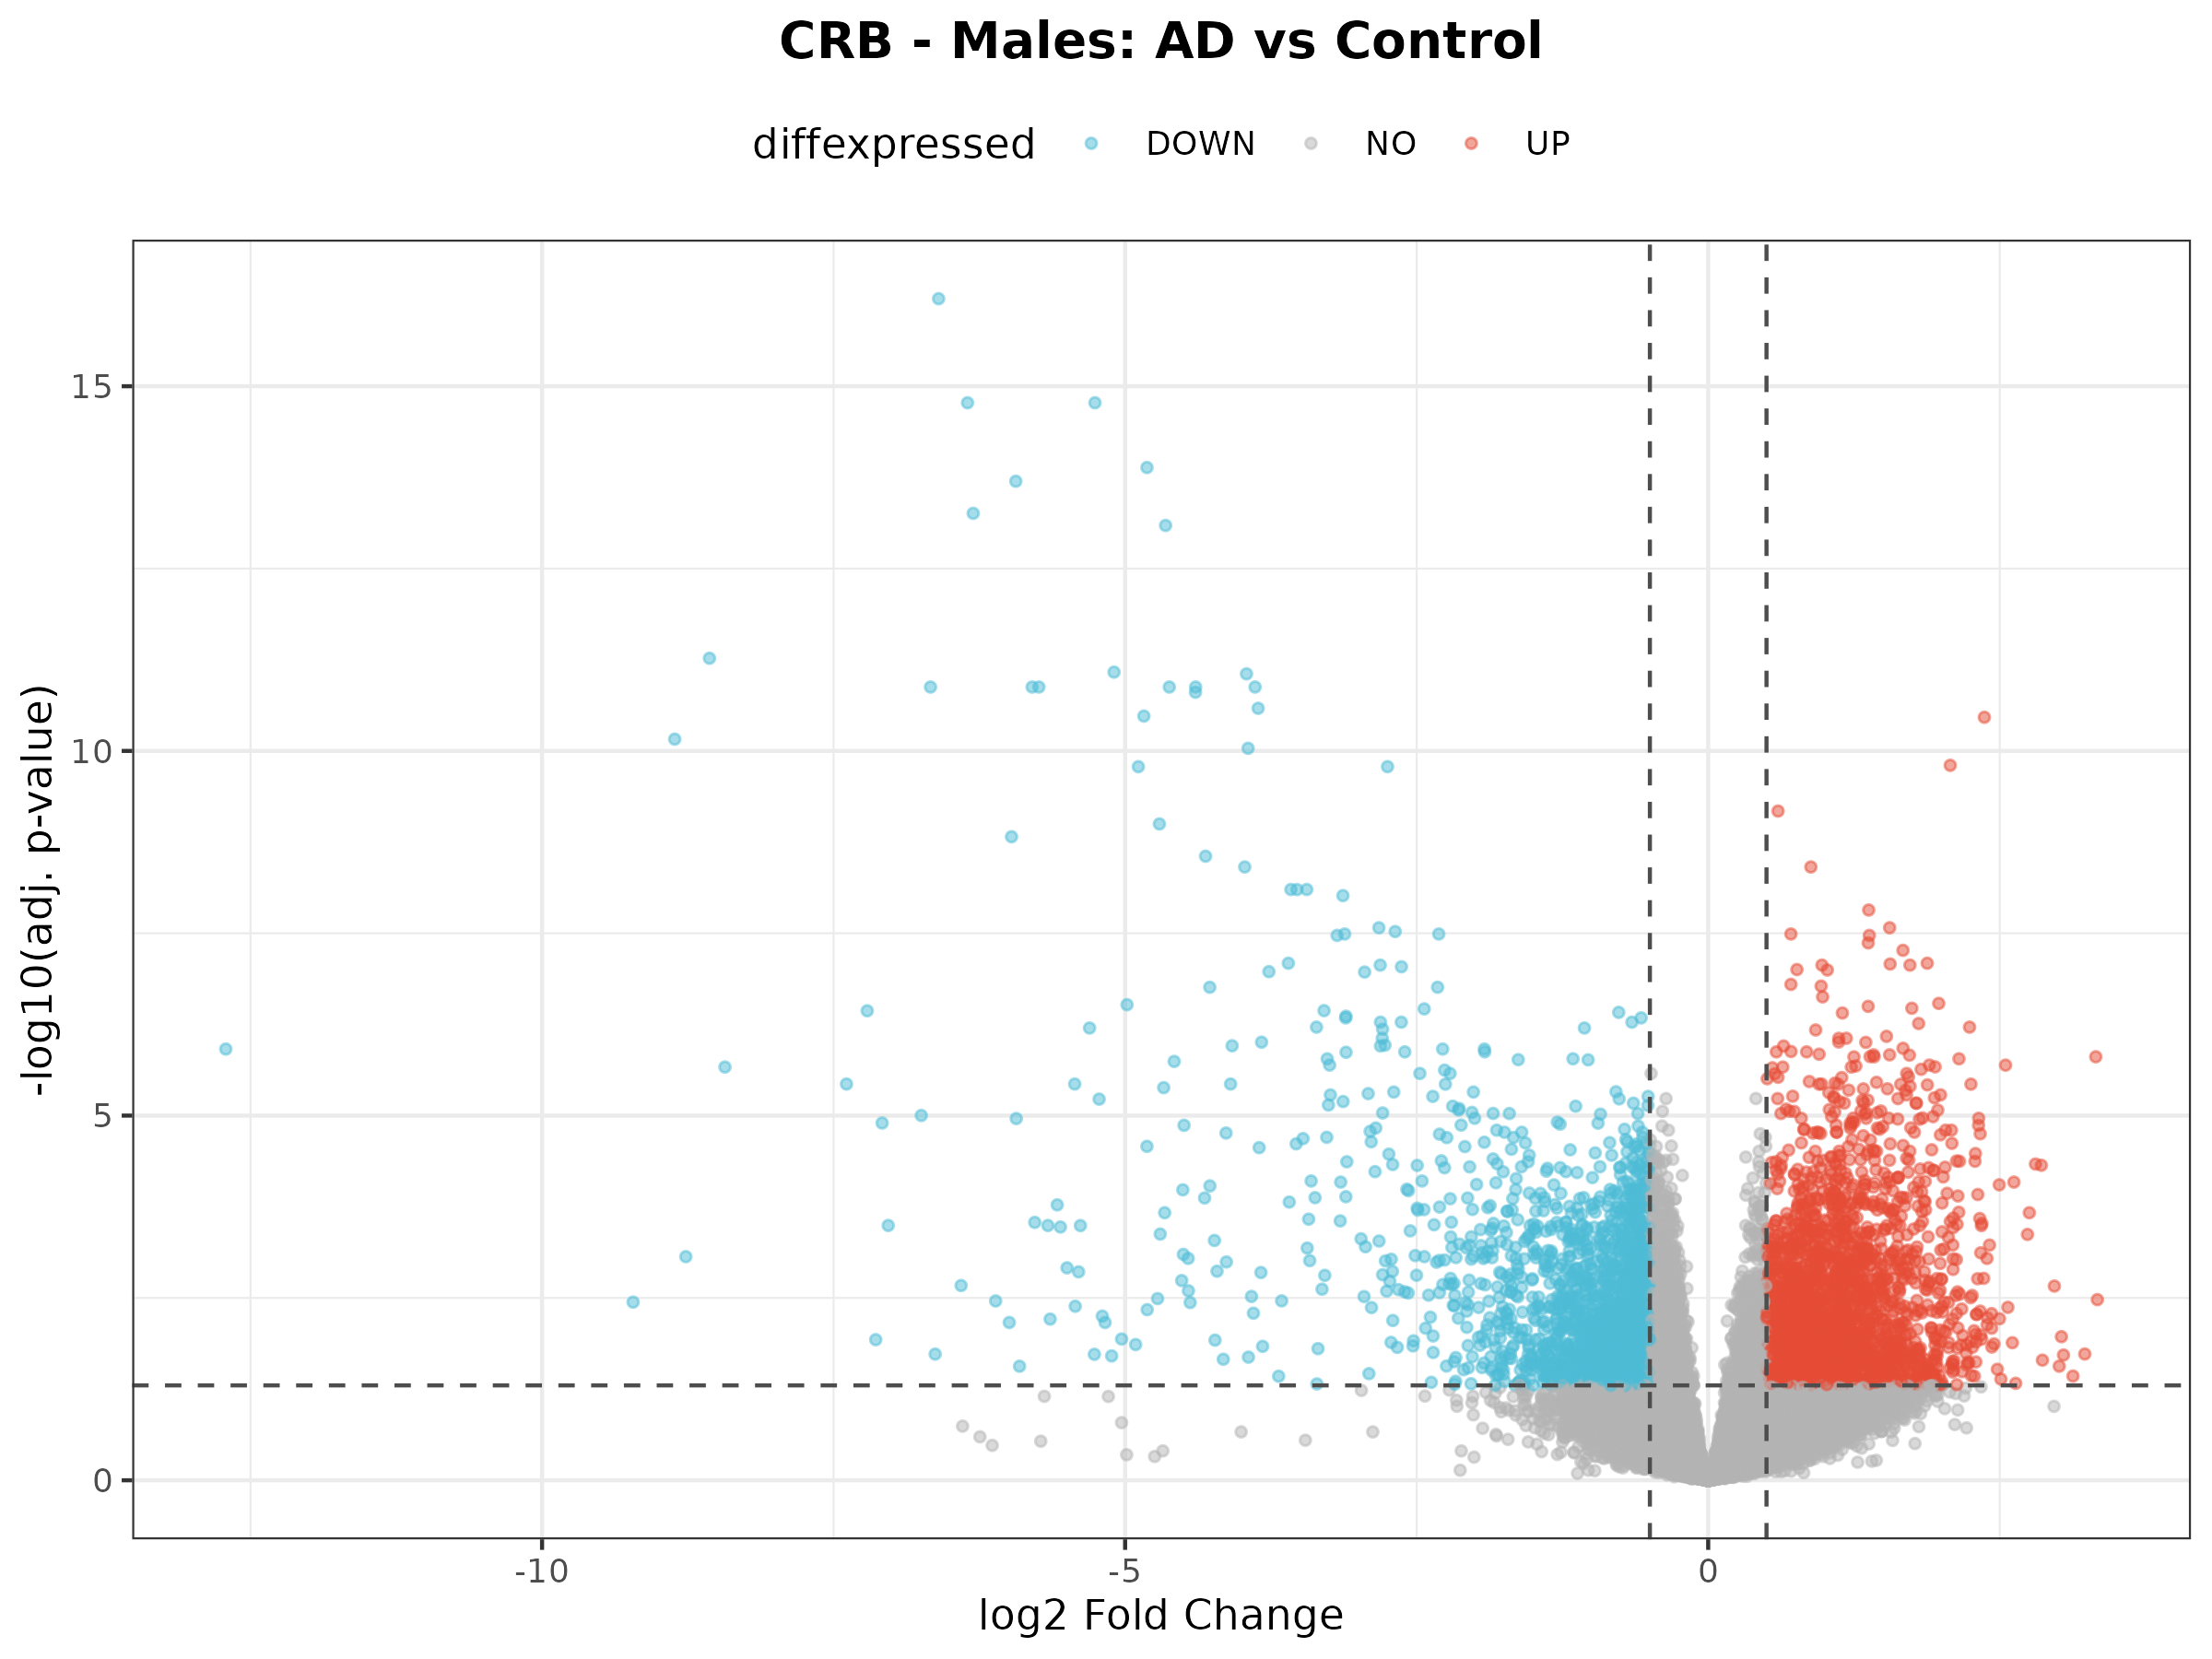 CRB - Males: AD vs Control
diffexpressed DOWN NO UP
-log10(adj. p-value)
15
10
5
0
-10 -5 0
log2 Fold Change